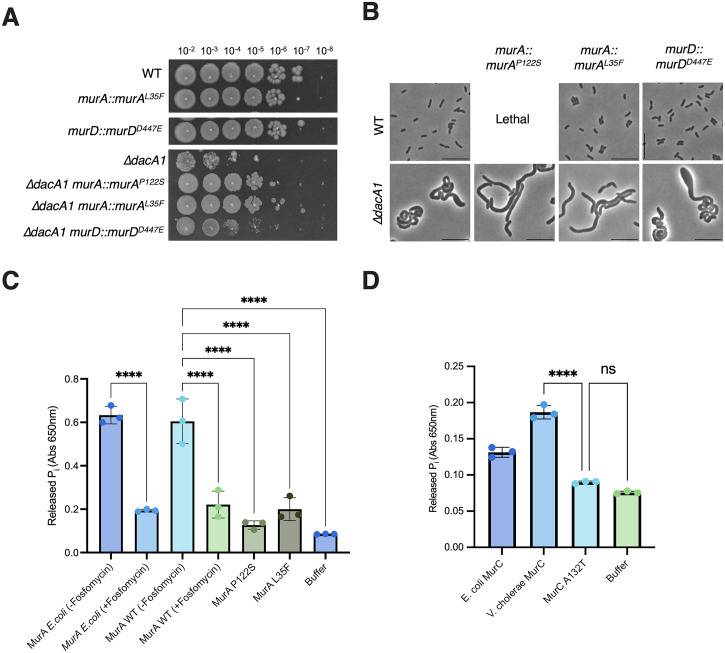 A
10-2 10-3 10-4 10-5 10-6 10-7 10-8
WT
murA::murAL35F
murD::murDD447E
ΔdacA1
ΔdacA1 murA::murAP122S
ΔdacA1 murA::murAL35F
ΔdacA1 murD::murDD447E
B
murA:: murA:: murD::
murAP122S murAL35F murDD447E
WT
Lethal
ΔdacA1
C
****
****
****
**** ****
0.8
0.6
0.4
0.2
0.0
Released Pi (Abs 650nm)
MurA E.coli (-Fosfomycin)
MurA E.coli (+Fosfomycin)
MurA WT (-Fosfomycin)
MurA WT (+Fosfomycin)
MurA P122S
MurA L35F
Buffer
D
**** ns
0.25
0.20
0.15
0.10
0.05
0.00
Released Pi (Abs 650nm)
E. coli MurC
V. cholerae MurC
MurC A132T
Buffer